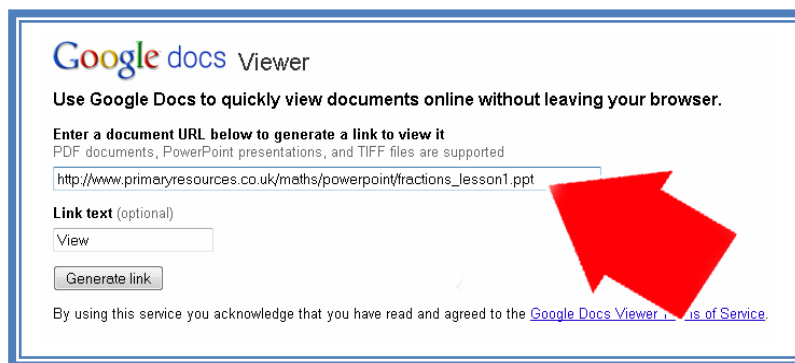 Google docs Viewer
Use Google Docs to quickly view documents online without leaving your browser.
Enter a document URL below to generate a link to view it
PDF documents, PowerPoint presentations, and TIFF files are supported
http://www.primaryresources.co.uk/maths/powerpoint/fractions_lesson1.ppt
Link text (optional)
View
Generate link
By using this service you acknowledge that you have read and agreed to the Google Docs Viewer is of Service.